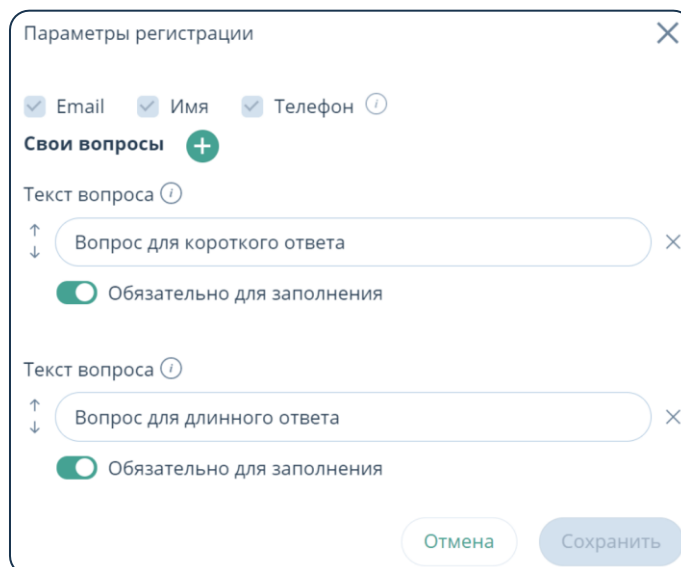 Параметры регистрации
Email Имя Телефон i
Свои вопросы
Текст вопроса i
Вопрос для короткого ответа
Обязательно для заполнения
Текст вопроса i
Вопрос для длинного ответа
Обязательно для заполнения
Отмена Сохранить